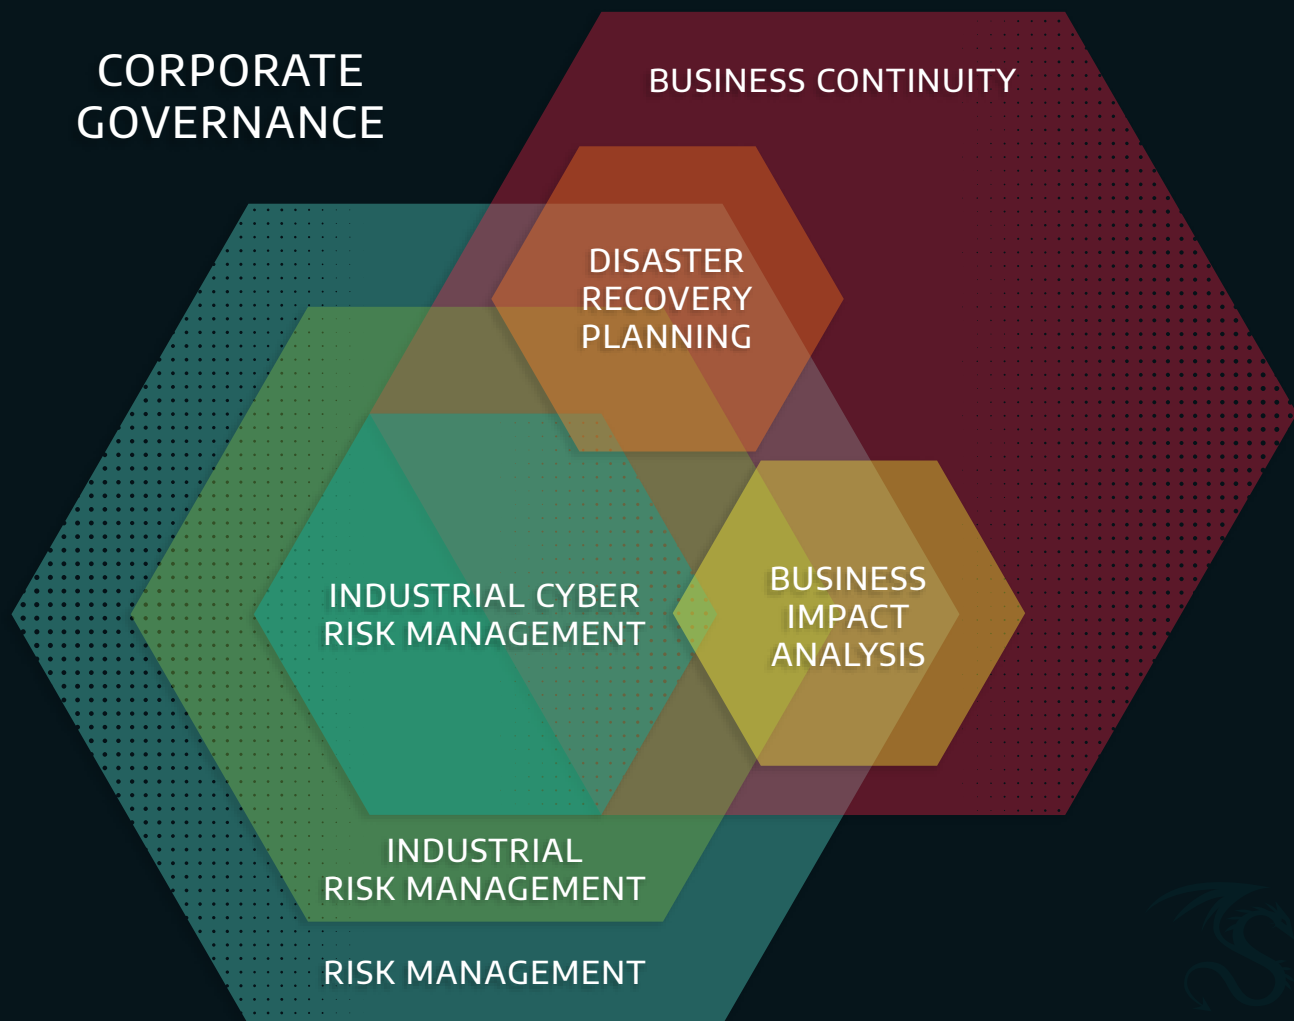 CORPORATE
GOVERNANCE
BUSINESS CONTINUITY
DISASTER
RECOVERY
PLANNING
BUSINESS
IMPACT
ANALYSIS
INDUSTRIAL CYBER
RISK MANAGEMENT
INDUSTRIAL
RISK MANAGEMENT
RISK MANAGEMENT